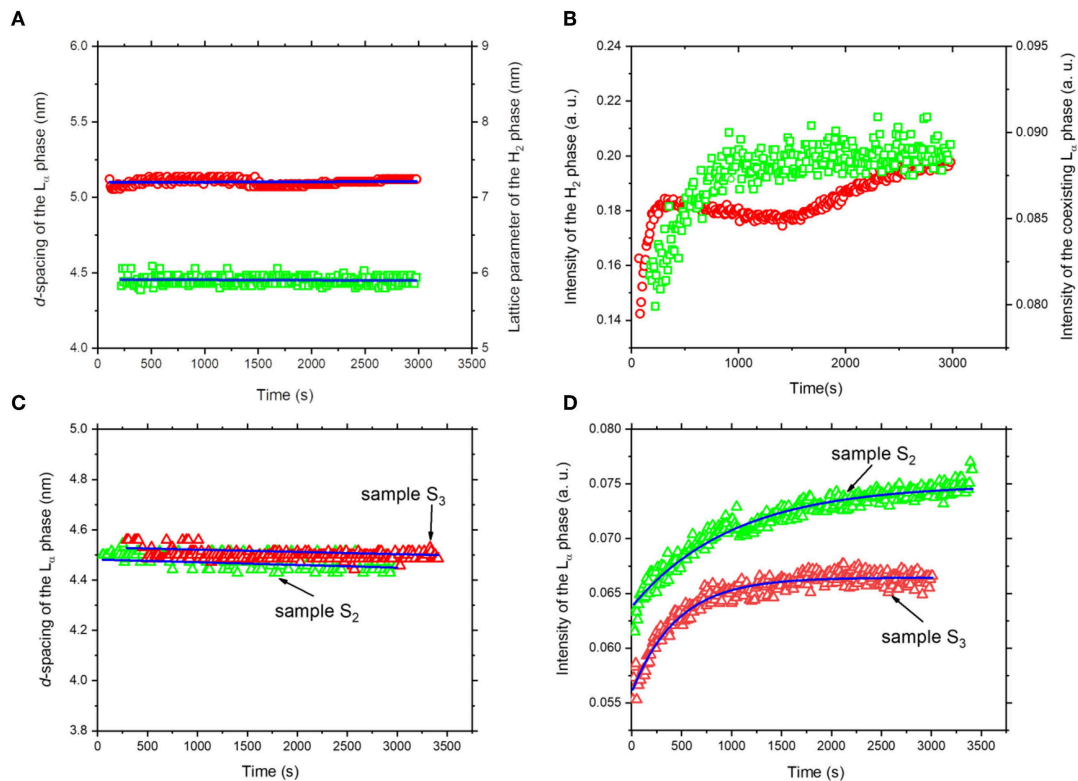 A
d-spacing of the Lα phase (nm)
6.0
5.5
5.0
4.5
4.0
9
8
7
6
5
Lattice parameter of the H2 phase (nm)
0 500 1000 1500 2000 2500 3000 3500
Time (s)
B
Intensity of the H2 phase (a. u.)
0.24
0.22
0.20
0.18
0.16
0.14
0.095
0.090
0.085
0.080
Intensity of the coexisting Lα phase (a. u.)
0 1000 2000 3000
Time(s)
C
d-spacing of the Lα phase (nm)
5.0
4.8
4.6
4.4
4.2
4.0
3.8
sample S3
sample S2
0 500 1000 1500 2000 2500 3000 3500
Time (s)
D
Intensity of the Lα phase (a. u.)
0.080
0.075
0.070
0.065
0.060
0.055
sample S2
sample S3
0 500 1000 1500 2000 2500 3000 3500
Time (s)